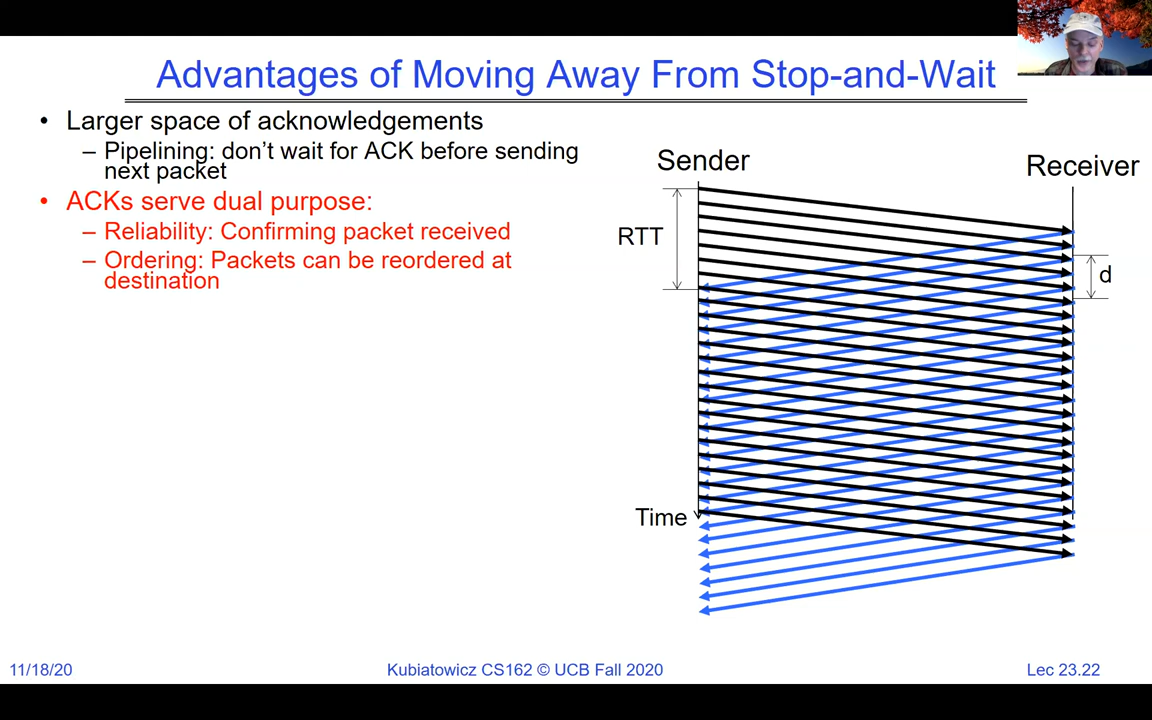 Advantages of Moving Away From Stop-and-Wait
• Larger space of acknowledgements
– Pipelining: don't wait for ACK before sending
next packet
• ACKs serve dual purpose:
– Reliability: Confirming packet received
– Ordering: Packets can be reordered at
destination
Sender
Receiver
RTT
d
Time
11/18/20
Kubiatowicz CS162 © UCB Fall 2020
Lec 23.22